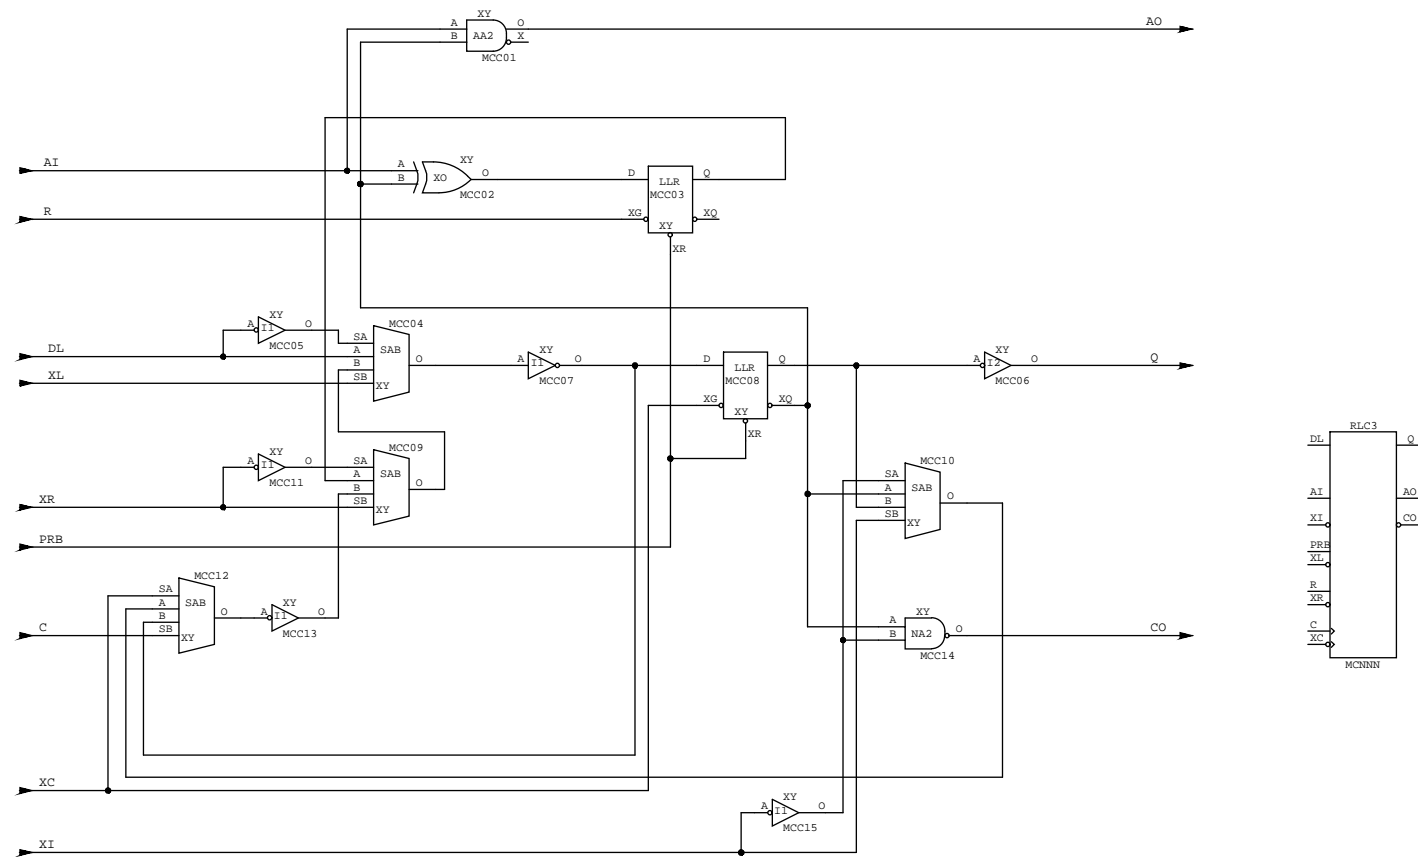 XY
A O AO
AA2
B X
MCC01
AI A XY
XO O D LLR Q
B MCC02 MCC03
R XG XY XQ
XR
XY MCC04
A I1 O SA
MCC05 SAB
DL A XY XY
B O A I1 O D LLR Q A I2 O Q
XL SB XY MCC07 MCC08 MCC06
XG XY XQ
XR
RLC3
DL Q
XY MCC09
A I1 O SA
MCC11 A SAB O
B
XR SB XY
MCC10
SA
A SAB O
B
SB XY
AI AO
XI CO
PRB
XL
R
XR
C
XC
MCNNN
PRB
MCC12
SA
A SAB XY
B O A I1 O
C SB XY MCC13
XY
A
NA2 O CO
B
MCC14
XC
XY
A I1 O
MCC15
XI